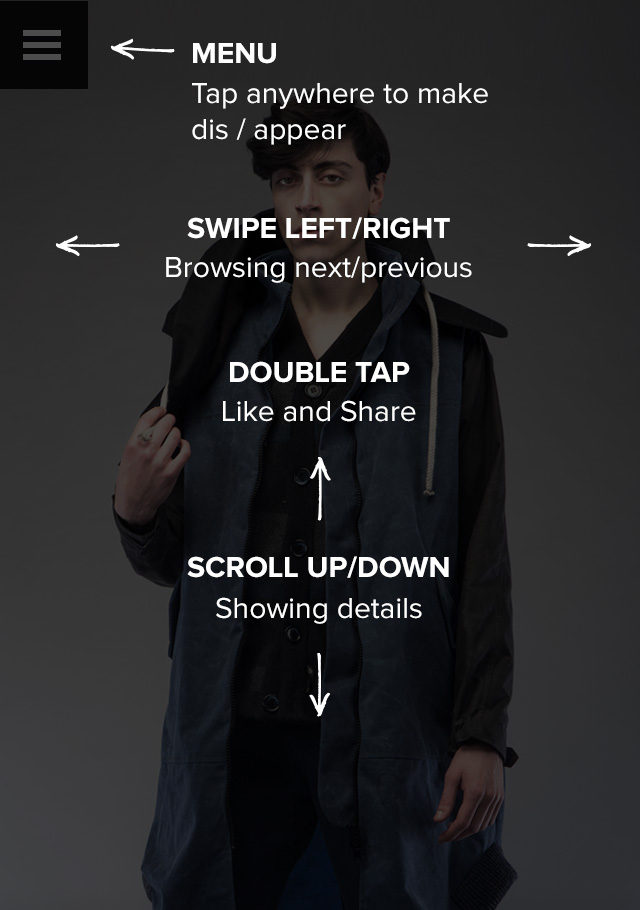 MENU
Tap anywhere to make
dis / appear
SWIPE LEFT/RIGHT
Browsing next/previous
DOUBLE TAP
Like and Share
SCROLL UP/DOWN
Showing details